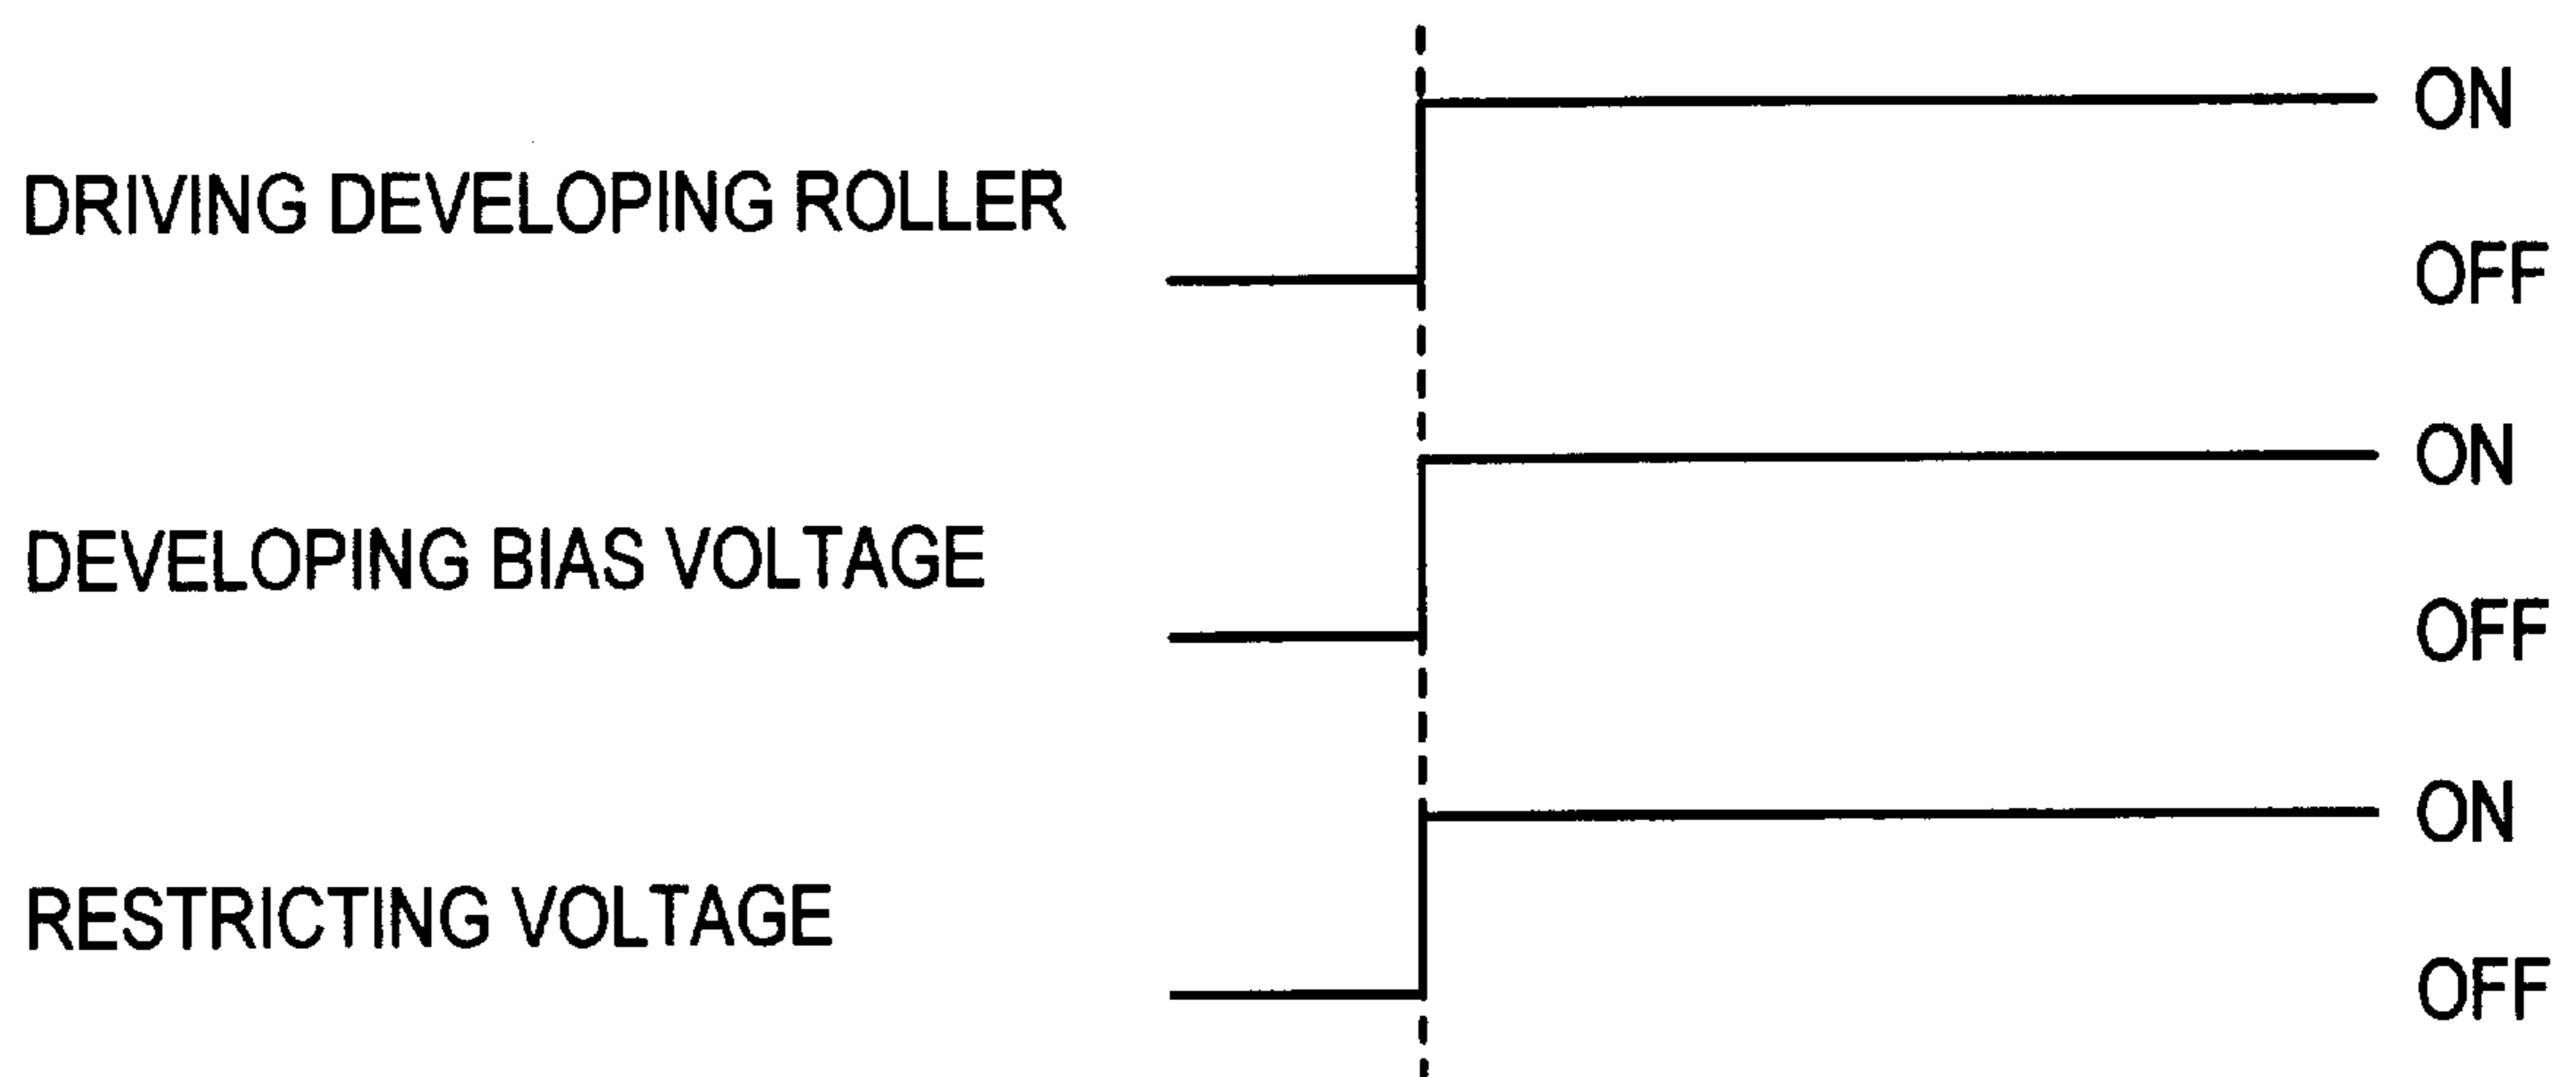 ON
DRIVING DEVELOPING ROLLER
OFF
ON
DEVELOPING BIAS VOLTAGE
OFF
ON
RESTRICTING VOLTAGE
OFF